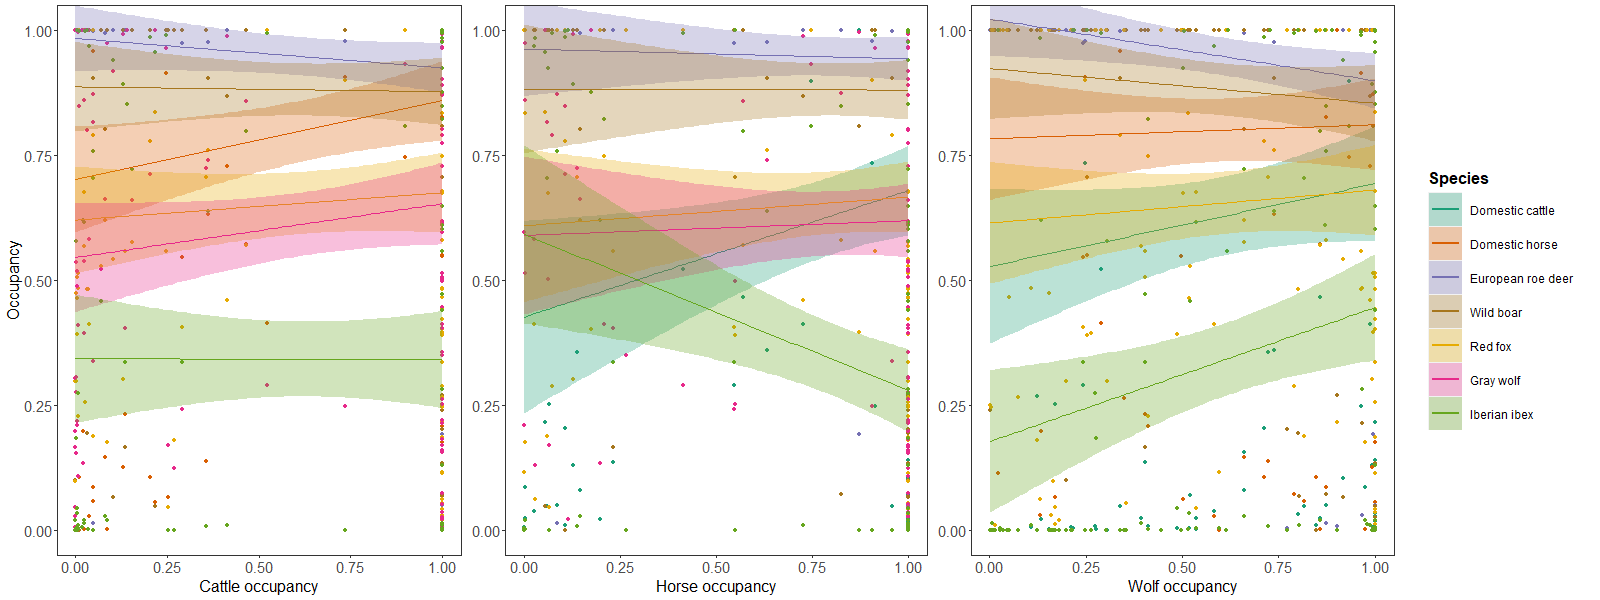 Occupancy
1.00
0.75
0.50
0.25
0.00
0.00 0.25 0.50 0.75 1.00
Cattle occupancy
1.00
0.75
0.50
0.25
0.00
0.00 0.25 0.50 0.75 1.00
Horse occupancy
1.00
0.75
0.50
0.25
0.00
0.00 0.25 0.50 0.75 1.00
Wolf occupancy
Species
Domestic cattle
Domestic horse
European roe deer
Wild boar
Red fox
Gray wolf
Iberian ibex